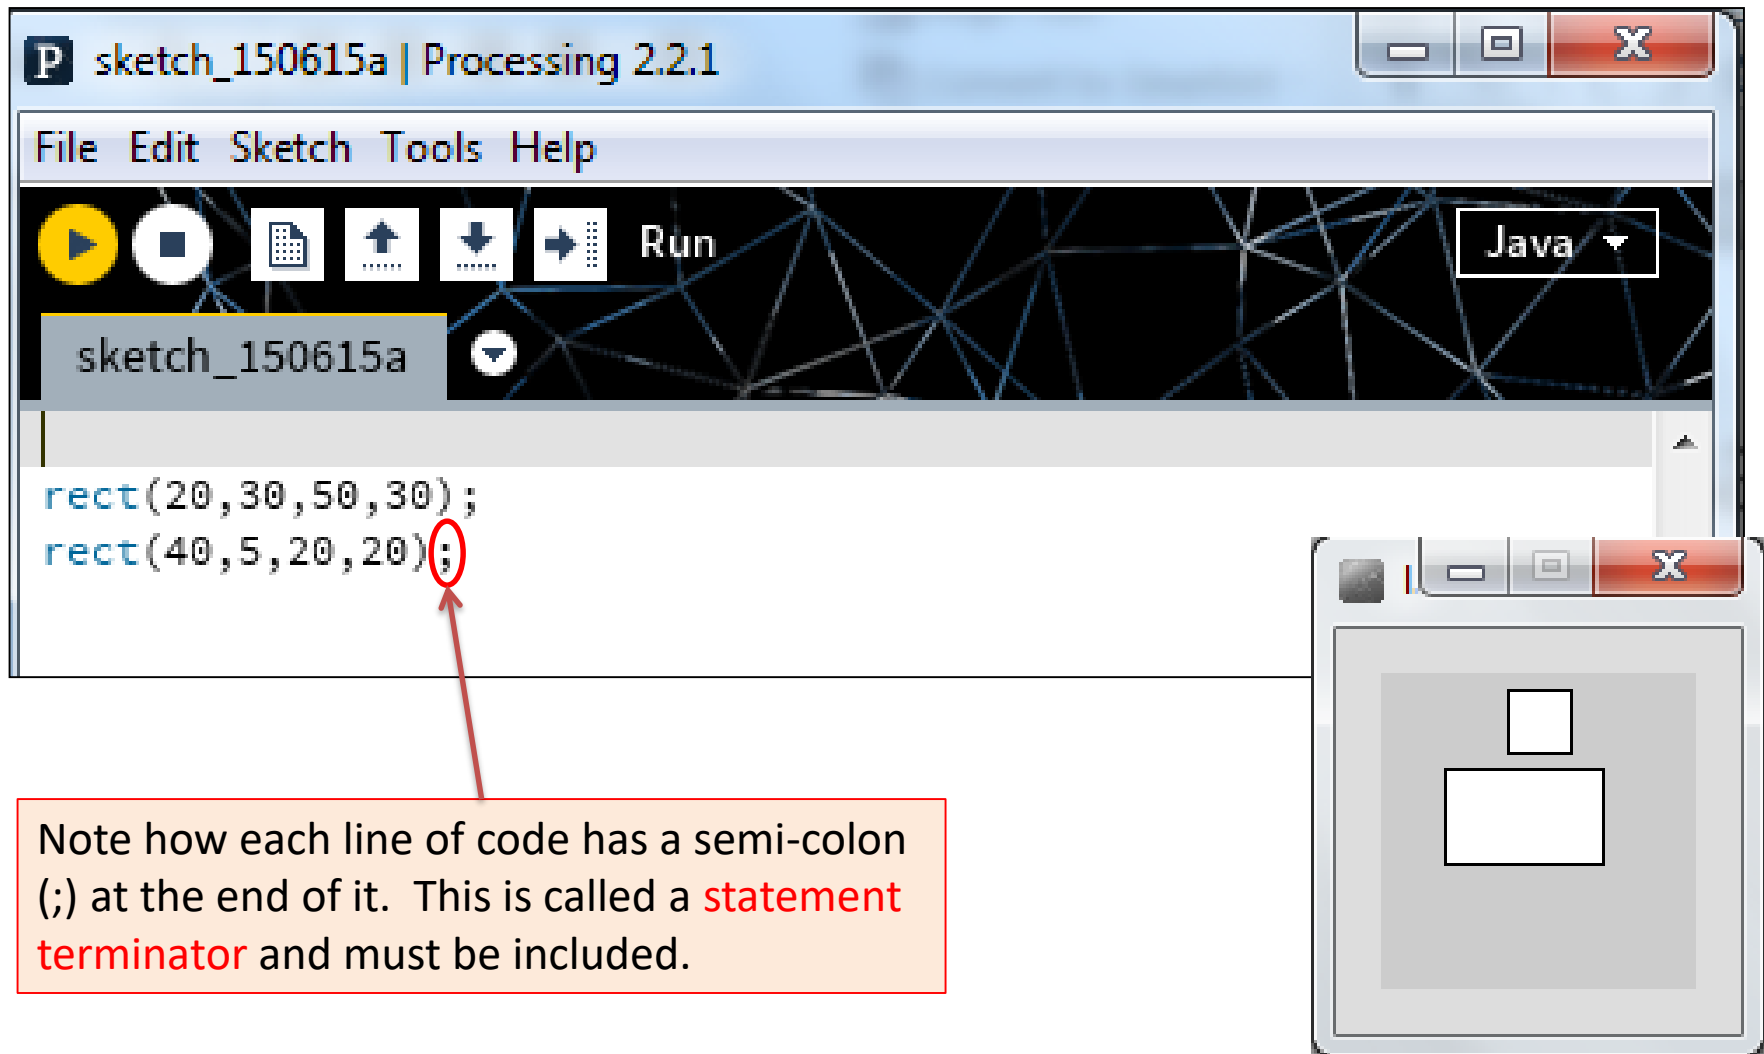 P sketch_150615a | Processing 2.2.1
File Edit Sketch Tools Help
Run
Java
sketch_150615a
rect(20,30,50,30);
rect(40,5,20,20);
Note how each line of code has a semi-colon
(;) at the end of it. This is called a statement
terminator and must be included.